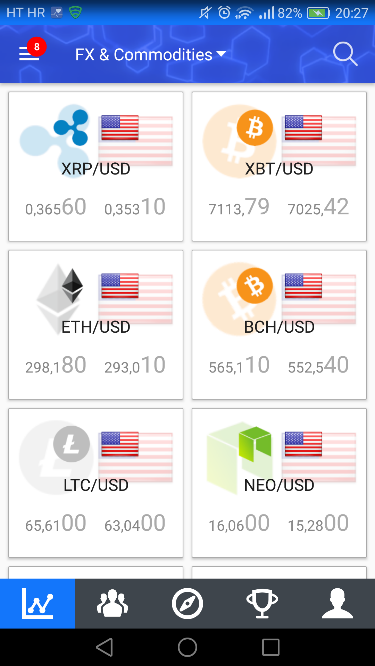 HT HR 82% 20:27
8
FX & Commodities
XRP/USD
0,36560 0,35310
XBT/USD
7113,79 7025,42
ETH/USD
298,180 293,010
BCH/USD
565,110 552,540
LTC/USD
65,6100 63,0400
NEO/USD
16,0600 15,2800